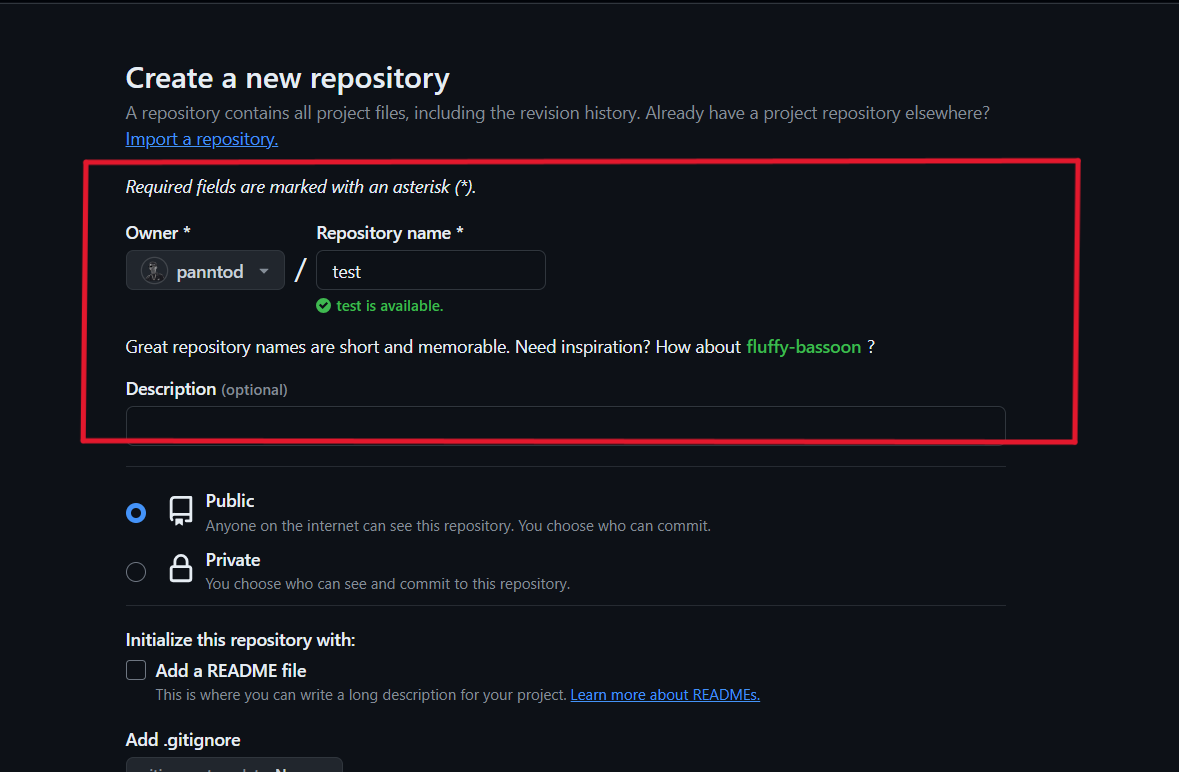 Create a new repository
A repository contains all project files, including the revision history. Already have a project repository elsewhere?
Import a repository.
Required fields are marked with an asterisk (*).
Owner * Repository name *
panntod / test
test is available.
Great repository names are short and memorable. Need inspiration? How about fluffy-bassoon ?
Description (optional)
Public
Anyone on the internet can see this repository. You choose who can commit.
Private
You choose who can see and commit to this repository.
Initialize this repository with:
Add a README file
This is where you can write a long description for your project. Learn more about READMEs.
Add .gitignore